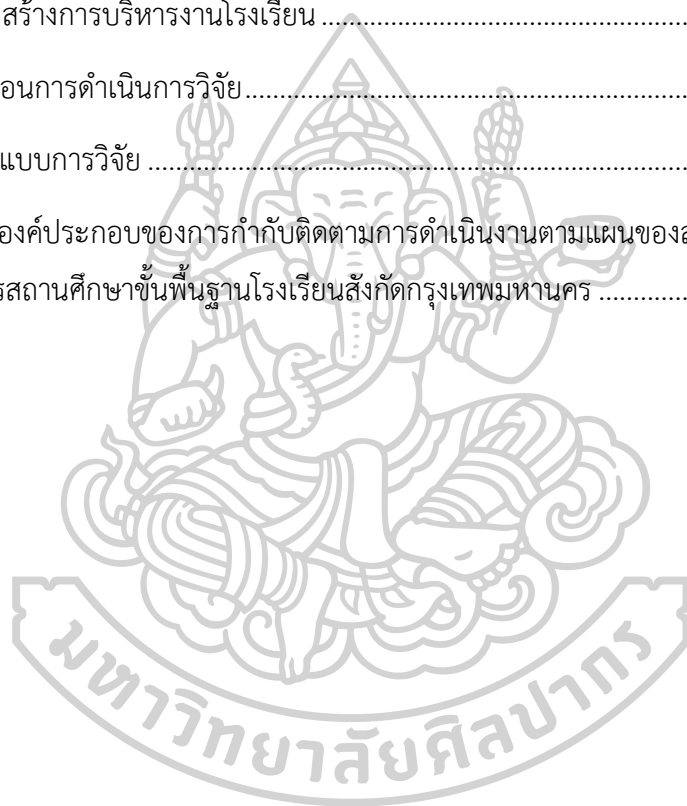 สร้างการบริหารงานโรงเรียน ....................................................................
อนการดำเนินการวิจัย....................................................................................
แบบการวิจัย ....................................................................................................
องค์ประกอบของการกำกับติดตามการดำเนินงานตามแผนของส
รสถานศึกษาขั้นพื้นฐานโรงเรียนสังกัดกรุงเทพมหานคร ................
มหาวิทยาลัยศิลปากร